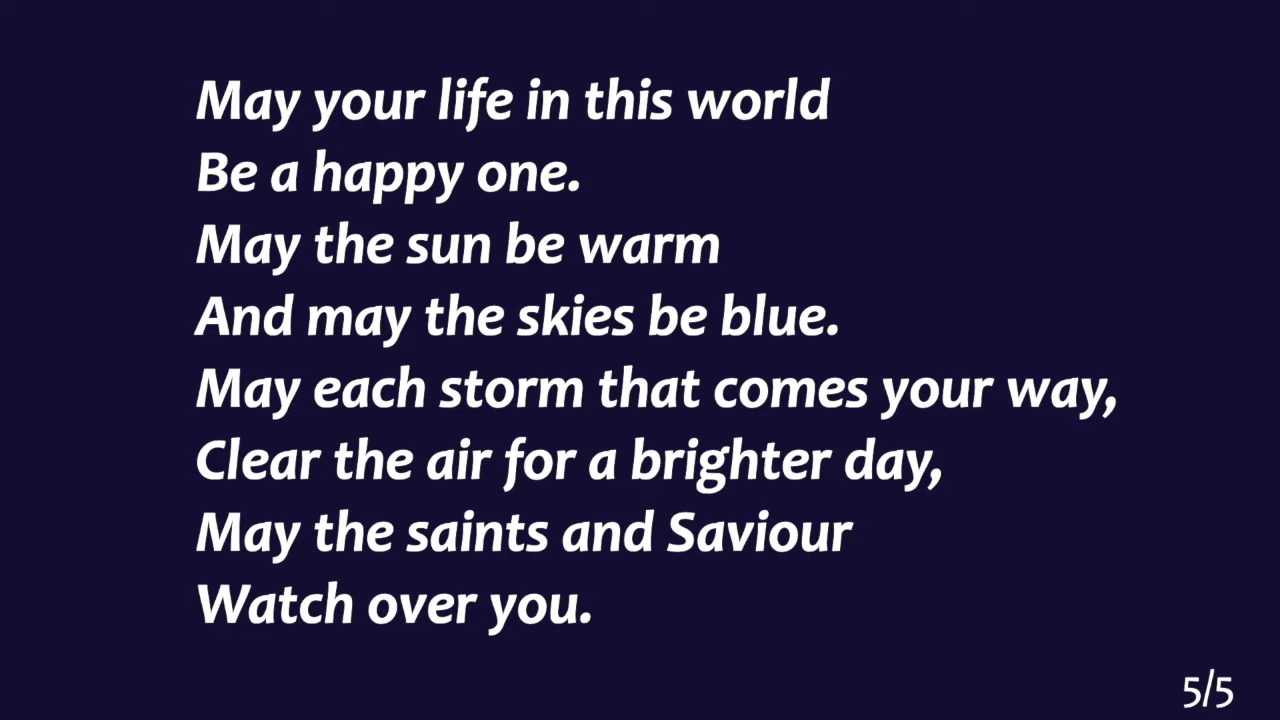 May your life in this world
Be a happy one.
May the sun be warm
And may the skies be blue.
May each storm that comes your way,
Clear the air for a brighter day,
May the saints and Saviour
Watch over you.
5/5